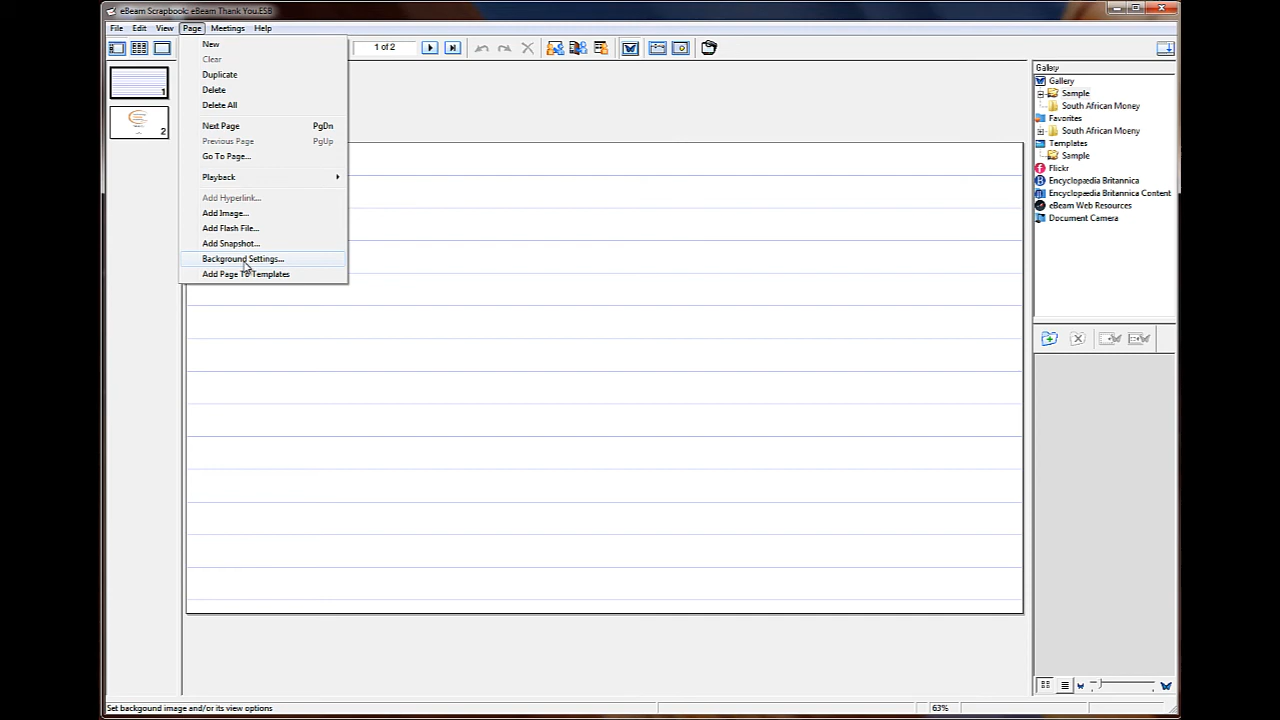 eBeam Scrapbook: eBeam Thank You.ESB
File Edit View Page Meetings Help
1 of 2
New
Clear
Duplicate
Delete
Delete All
Next Page PgDn
Previous Page PgUp
Go To Page...
Playback
Add Hyperlink...
Add Image...
Add Flash File...
Add Snapshot...
Background Settings...
Add Page To Templates
1
2
Gallery
Gallery
Sample
South African Money
Favorites
South African Moeny
Templates
Sample
Flickr
Encyclopædia Britannica
Encyclopædia Britannica Content
eBeam Web Resources
Document Camera
Set backgound image and/or its view options
63%